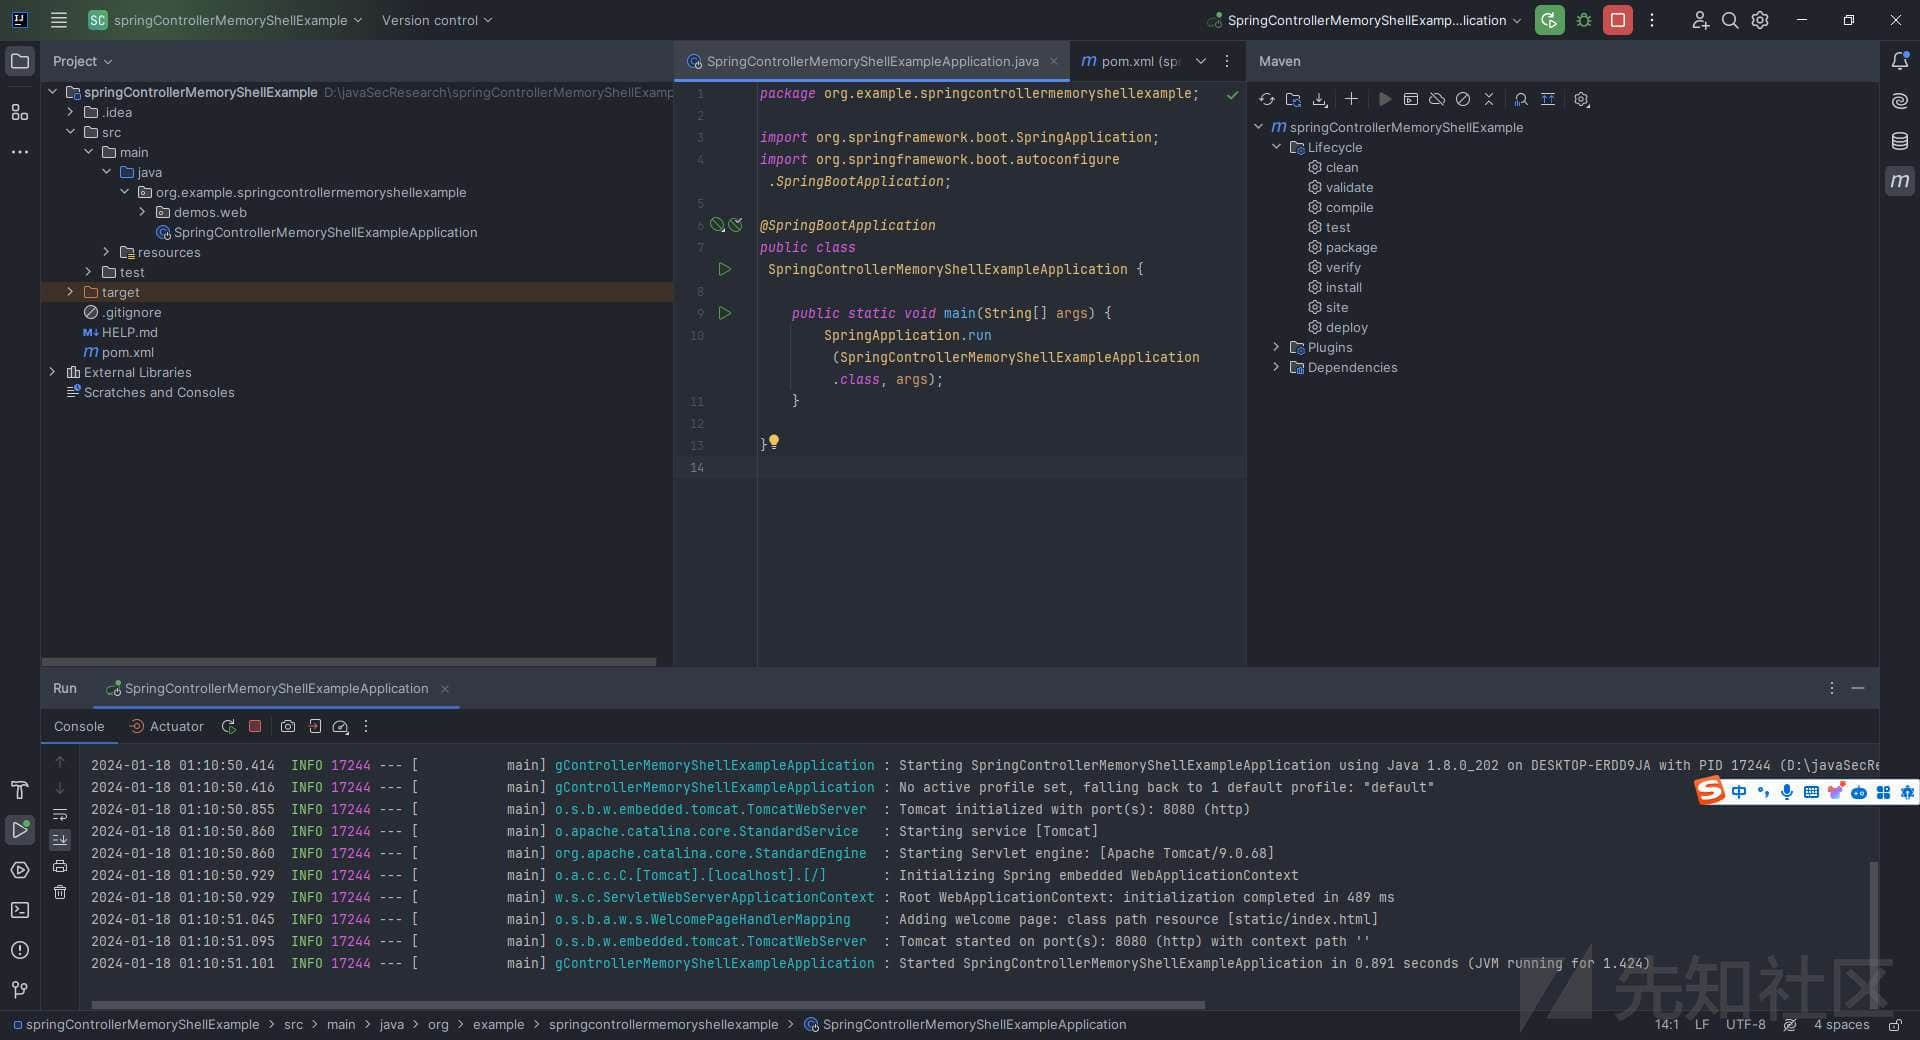 SC springControllerMemoryShellExample Version control SpringControllerMemoryShellExamp...lication
Project
springControllerMemoryShellExample D:\javaSecResearch\springControllerMemoryShellExamp
.idea
src
main
java
org.example.springcontrollermemoryshellexample
demos.web
SpringControllerMemoryShellExampleApplication
resources
test
target
.gitignore
M↓ HELP.md
m pom.xml
External Libraries
Scratches and Consoles
SpringControllerMemoryShellExampleApplication.java
m pom.xml (spr
1 package org.example.springcontrollermemoryshellexample;
2
3 import org.springframework.boot.SpringApplication;
4 import org.springframework.boot.autoconfigure
.SpringBootApplication;
5
6 @SpringBootApplication
7 public class
SpringControllerMemoryShellExampleApplication {
8
9 public static void main(String[] args) {
10 SpringApplication.run
(SpringControllerMemoryShellExampleApplication
.class, args);
11 }
12
13 }
14
Maven
m springControllerMemoryShellExample
Lifecycle
clean
validate
compile
test
package
verify
install
site
deploy
Plugins
Dependencies
m
Run SpringControllerMemoryShellExampleApplication
Console Actuator
2024-01-18 01:10:50.414 INFO 17244 --- [ main] gControllerMemoryShellExampleApplication : Starting SpringControllerMemoryShellExampleApplication using Java 1.8.0_202 on DESKTOP-ERDD9JA with PID 17244 (D:\javaSecRe
2024-01-18 01:10:50.416 INFO 17244 --- [ main] gControllerMemoryShellExampleApplication : No active profile set, falling back to 1 default profile: "default"
2024-01-18 01:10:50.855 INFO 17244 --- [ main] o.s.b.w.embedded.tomcat.TomcatWebServer : Tomcat initialized with port(s): 8080 (http)
2024-01-18 01:10:50.860 INFO 17244 --- [ main] o.apache.catalina.core.StandardService : Starting service [Tomcat]
2024-01-18 01:10:50.860 INFO 17244 --- [ main] org.apache.catalina.core.StandardEngine : Starting Servlet engine: [Apache Tomcat/9.0.68]
2024-01-18 01:10:50.929 INFO 17244 --- [ main] o.a.c.c.C.[Tomcat].[localhost].[/] : Initializing Spring embedded WebApplicationContext
2024-01-18 01:10:50.929 INFO 17244 --- [ main] w.s.c.ServletWebServerApplicationContext : Root WebApplicationContext: initialization completed in 489 ms
2024-01-18 01:10:51.045 INFO 17244 --- [ main] o.s.b.a.w.s.WelcomePageHandlerMapping : Adding welcome page: class path resource [static/index.html]
2024-01-18 01:10:51.095 INFO 17244 --- [ main] o.s.b.w.embedded.tomcat.TomcatWebServer : Tomcat started on port(s): 8080 (http) with context path ''
2024-01-18 01:10:51.101 INFO 17244 --- [ main] gControllerMemoryShellExampleApplication : Started SpringControllerMemoryShellExampleApplication in 0.891 seconds (JVM running for 1.424)
S 中
先知社区
springControllerMemoryShellExample > src > main > java > org > example > springcontrollermemoryshellexample > SpringControllerMemoryShellExampleApplication
14:1 LF UTF-8 4 spaces